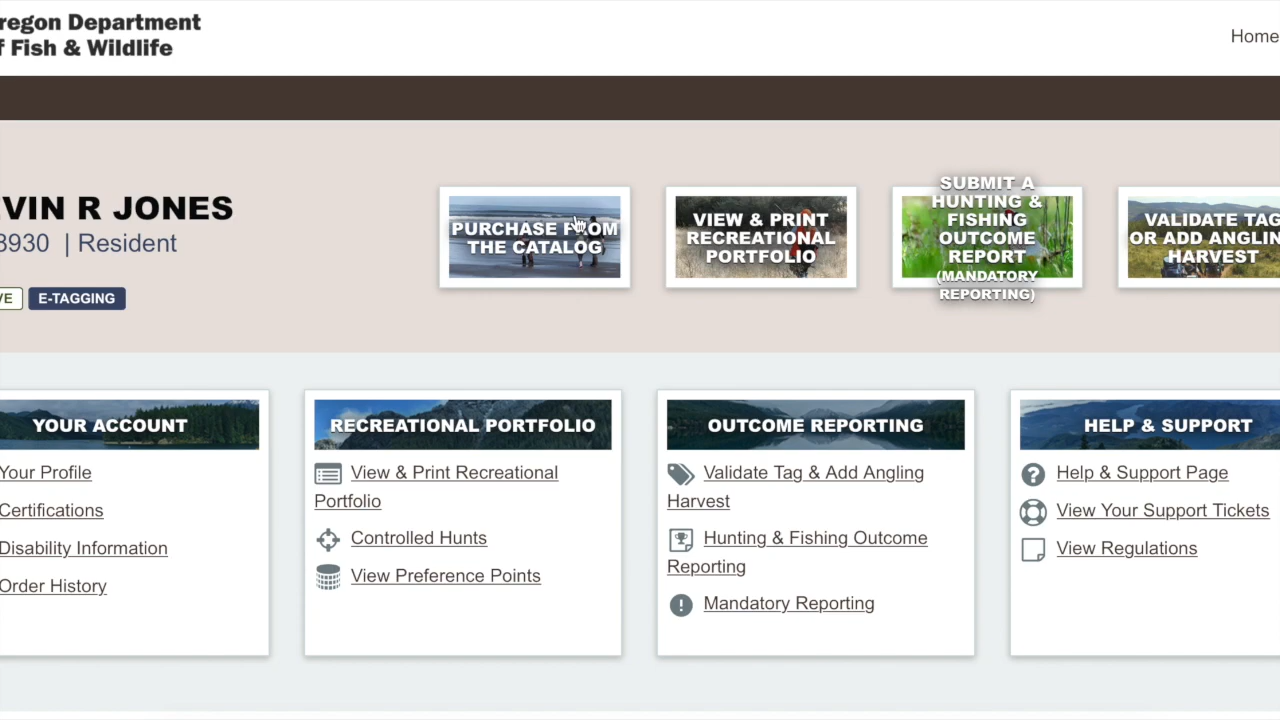 regon Department
f Fish & Wildlife
Home
VIN R JONES
8930 | Resident
VE
E-TAGGING
PURCHASE FROM
THE CATALOG
VIEW & PRINT
RECREATIONAL
PORTFOLIO
SUBMIT A
HUNTING &
FISHING
OUTCOME
REPORT
(MANDATORY
REPORTING)
VALIDATE TAG
OR ADD ANGLIN
HARVEST
YOUR ACCOUNT
Your Profile
Certifications
Disability Information
Order History
RECREATIONAL PORTFOLIO
View & Print Recreational
Portfolio
Controlled Hunts
View Preference Points
OUTCOME REPORTING
Validate Tag & Add Angling
Harvest
Hunting & Fishing Outcome
Reporting
Mandatory Reporting
HELP & SUPPORT
Help & Support Page
View Your Support Tickets
View Regulations